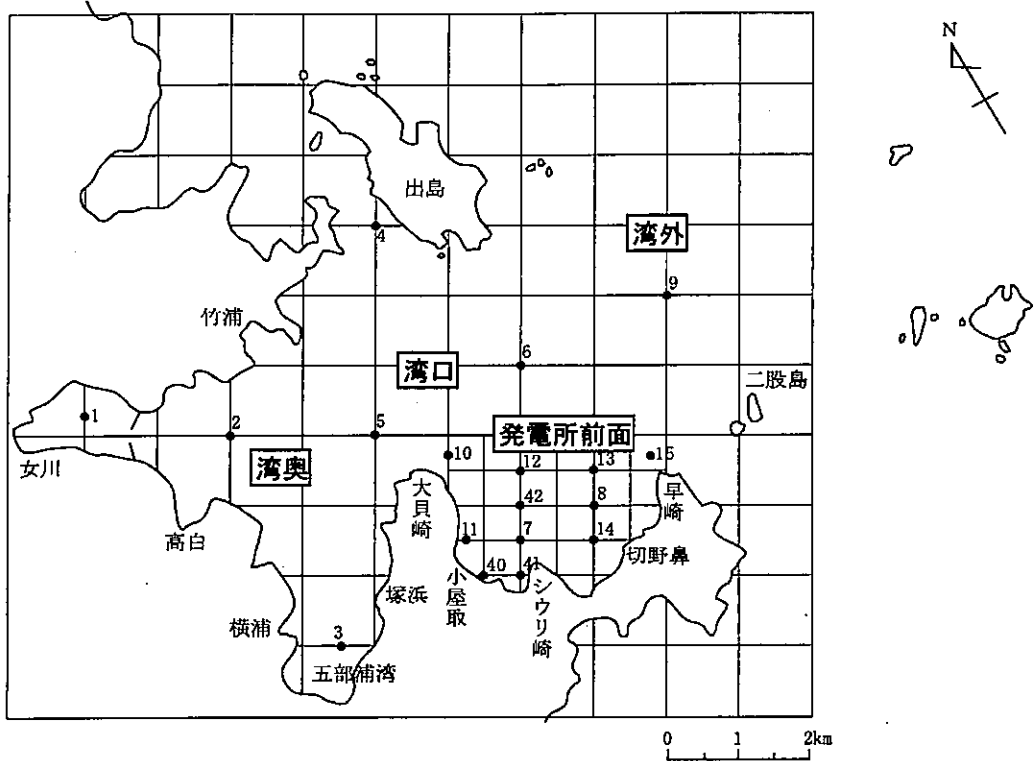 N
出島
4
湾外
9
竹浦
6
湾口
二股島
1
2
5
発電所前面
10
12
13
15
女川
湾奥
大貝崎
42
8
早崎
高白
11
7
14
切野鼻
40
41
小屋取
シウリ崎
塚浜
横浦
3
五部浦湾
0 1 2km